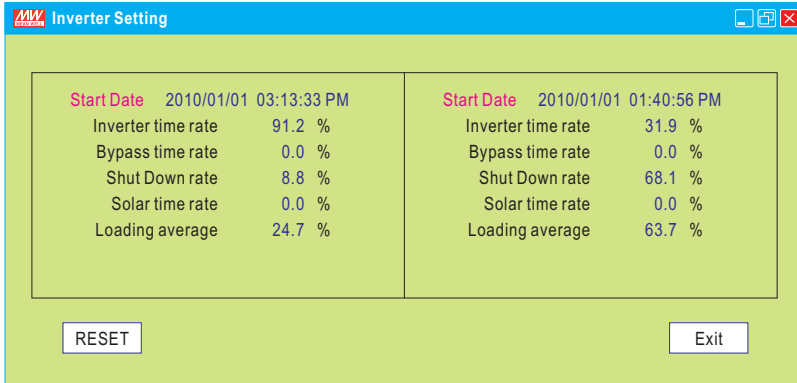 MW MEAN WELL Inverter Setting
Start Date 2010/01/01 03:13:33 PM
Inverter time rate 91.2 %
Bypass time rate 0.0 %
Shut Down rate 8.8 %
Solar time rate 0.0 %
Loading average 24.7 %
Start Date 2010/01/01 01:40:56 PM
Inverter time rate 31.9 %
Bypass time rate 0.0 %
Shut Down rate 68.1 %
Solar time rate 0.0 %
Loading average 63.7 %
RESET
Exit